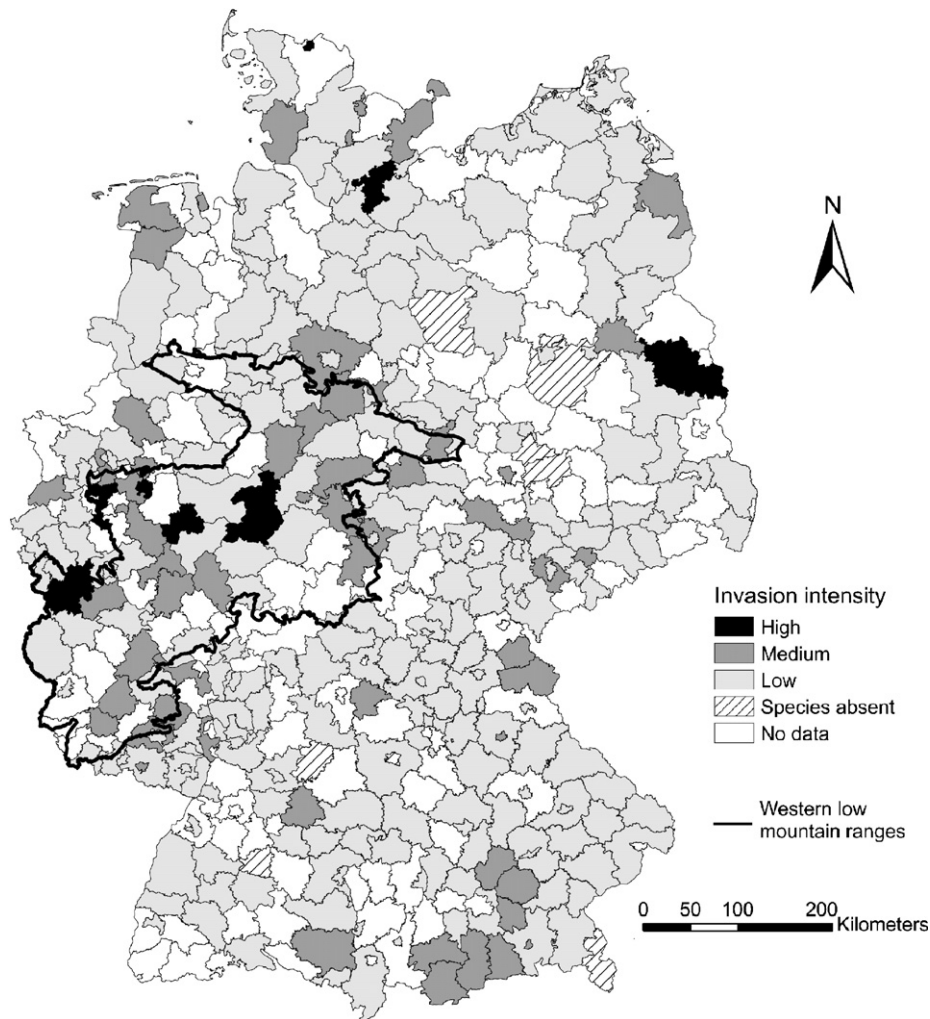 N
Invasion intensity
High
Medium
Low
Species absent
No data
Western low
mountain ranges
0 50 100 200
Kilometers